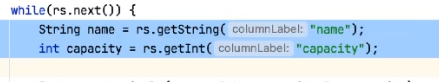 while(rs.next()) {
String name = rs.getString( columnLabel: "name");
int capacity = rs.getInt( columnLabel: "capacity");